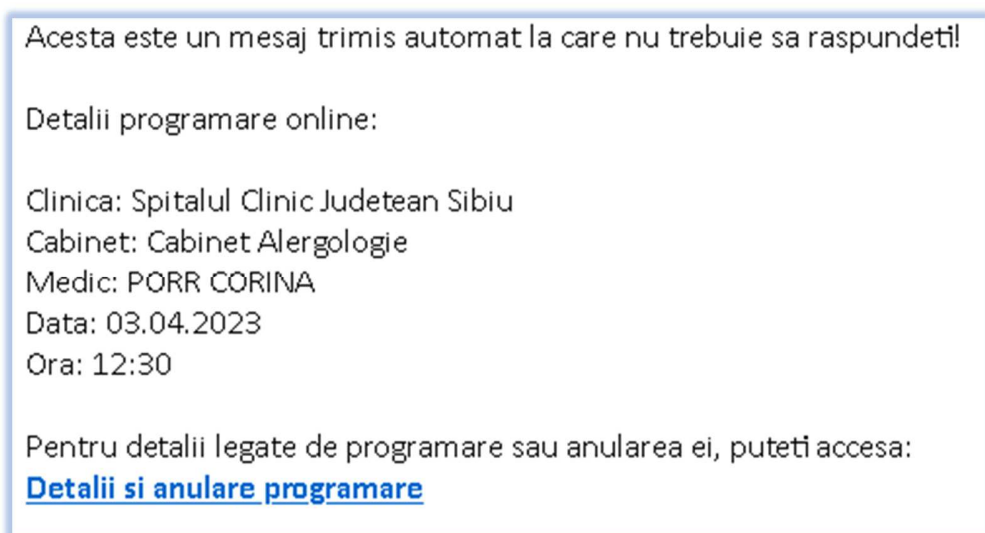 Acesta este un mesaj trimis automat la care nu trebuie sa raspundeti!
Detalii programare online:
Clinica: Spitalul Clinic Judetean Sibiu
Cabinet: Cabinet Alergologie
Medic: PORR CORINA
Data: 03.04.2023
Ora: 12:30
Pentru detalii legate de programare sau anularea ei, puteti accesa:
Detalii si anulare programare